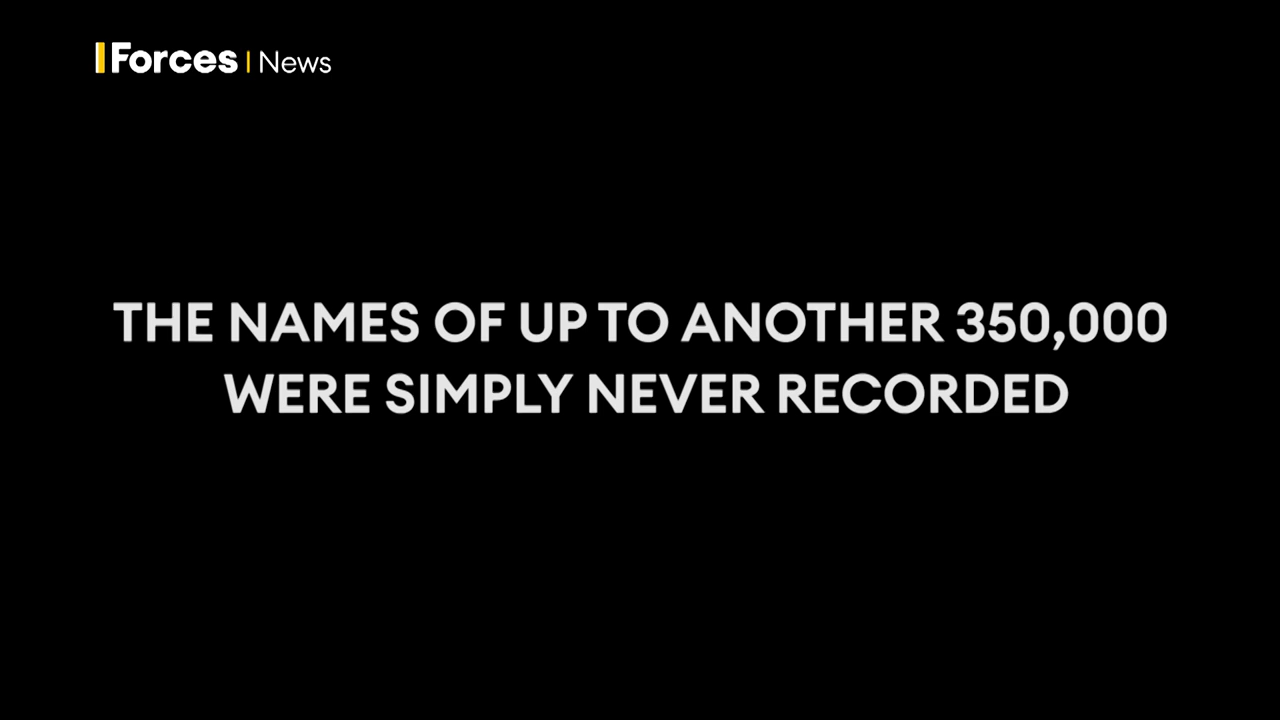 Forces | News
THE NAMES OF UP TO ANOTHER 350,000
WERE SIMPLY NEVER RECORDED